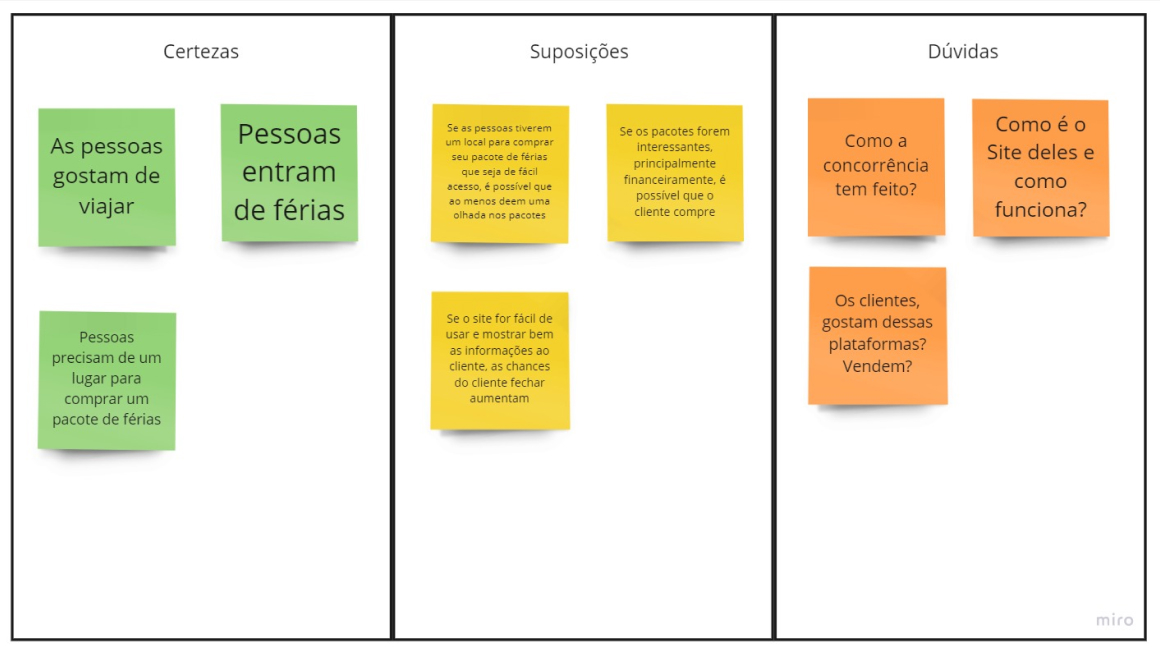 Certezas
As pessoas
gostam de
viajar
Pessoas
entram
de férias
Pessoas
precisam de um
lugar para
comprar um
pacote de férias
Suposições
Se as pessoas tiverem
um local para comprar
seu pacote de férias
que seja de fácil
acesso, é possível que
ao menos deem uma
olhada nos pacotes
Se os pacotes forem
interessantes,
principalmente
financeiramente, é
possível que o
cliente compre
Se o site for fácil de
usar e mostrar bem
as informações ao
cliente, as chances
do cliente fechar
aumentam
Dúvidas
Como a
concorrência
tem feito?
Como é o
Site deles e
como
funciona?
Os clientes,
gostam dessas
plataformas?
Vendem?
miro